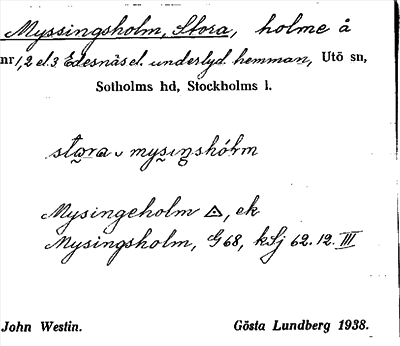 Myssingsholm, Stora, holme å
nr 1,2 el. 3 Edesnäs el. underlyd. hemman, Utö sn,
Sotholms hd, Stockholms l.
stora mysiŋshólm
Mysingeholm, ek
Mysingsholm, G 68, kSj 62.12.III
John Westin.
Gösta Lundberg 1938.